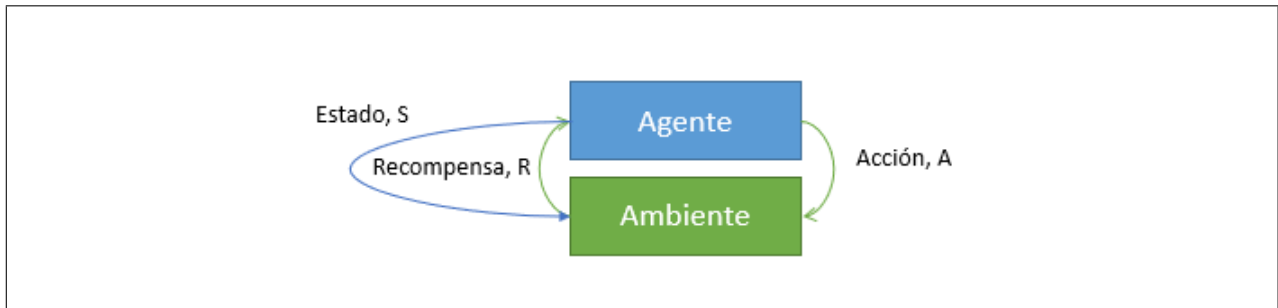 Estado, S
Agente
Recompensa, R
Acción, A
Ambiente